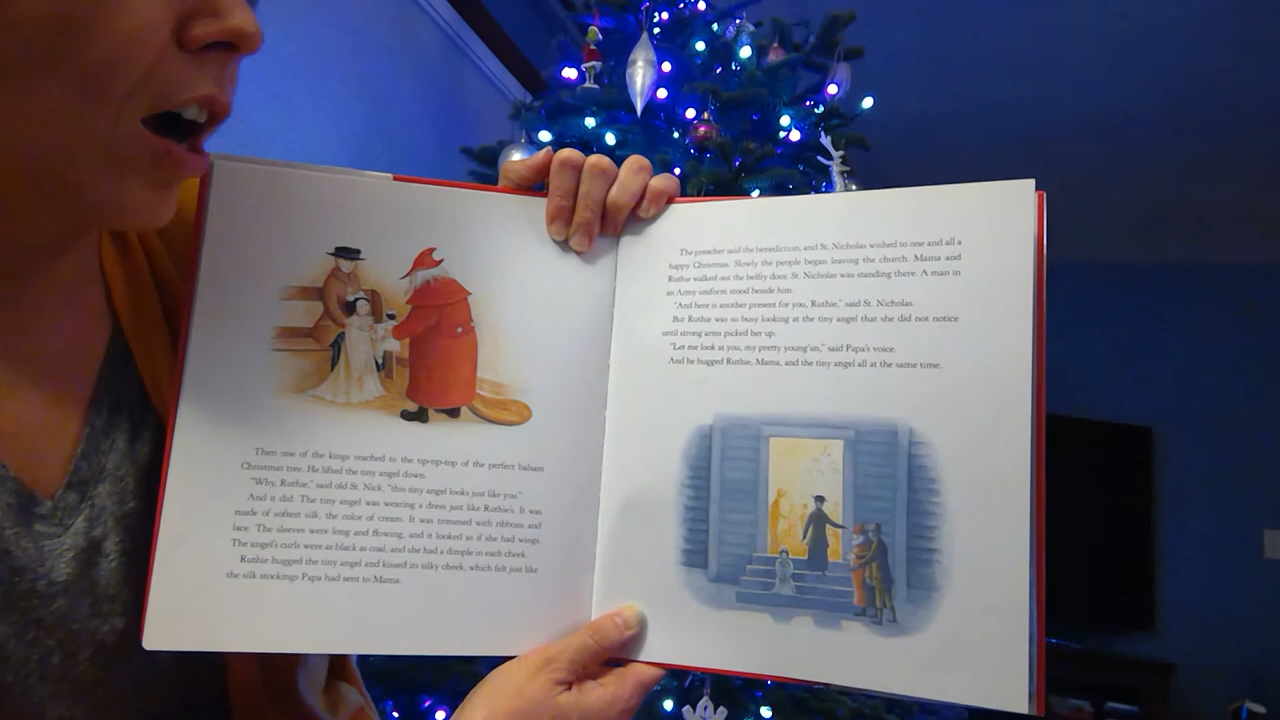 Then one of the kings reached to the tip-tip-top of the perfect balsam
Christmas tree. He lifted the tiny angel down.
"Why, Ruthie," said old St. Nick, "this tiny angel looks just like you."
And it did. The tiny angel was wearing a dress just like Ruthie's. It was
made of softest silk, the color of cream. It was trimmed with ribbons and
lace. The sleeves were long and flowing, and it looked as if she had wings.
The angel's curls were as black as coal, and she had a dimple in each cheek.
Ruthie hugged the tiny angel and kissed its silky cheek, which felt just like
the silk stockings Papa had sent to Mama.
The preacher said the benediction, and St. Nicholas wished to one and all a
happy Christmas. Slowly the people began leaving the church. Mama and
Ruthie walked out the belfry door. St. Nicholas was standing there. A man in
an Army uniform stood beside him.
"And here is another present for you, Ruthie," said St. Nicholas.
But Ruthie was so busy looking at the tiny angel that she did not notice
until strong arms picked her up.
"Let me look at you, my pretty young'un," said Papa's voice.
And he hugged Ruthie, Mama, and the tiny angel all at the same time.